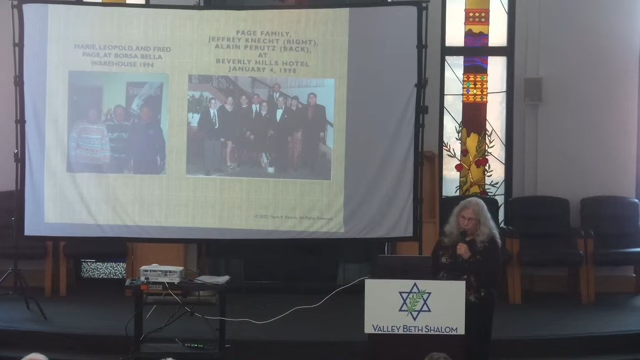 MARIE, LEOPOLD, AND FRED
PAGE, AT BORSA BELLA
WAREHOUSE 1994
PAGE FAMILY,
JEFFREY KNECHT (RIGHT),
ALAIN PERUTZ (BACK),
AT
BEVERLY HILLS HOTEL
JANUARY 4, 1998
VALLEY BETH SHALOM